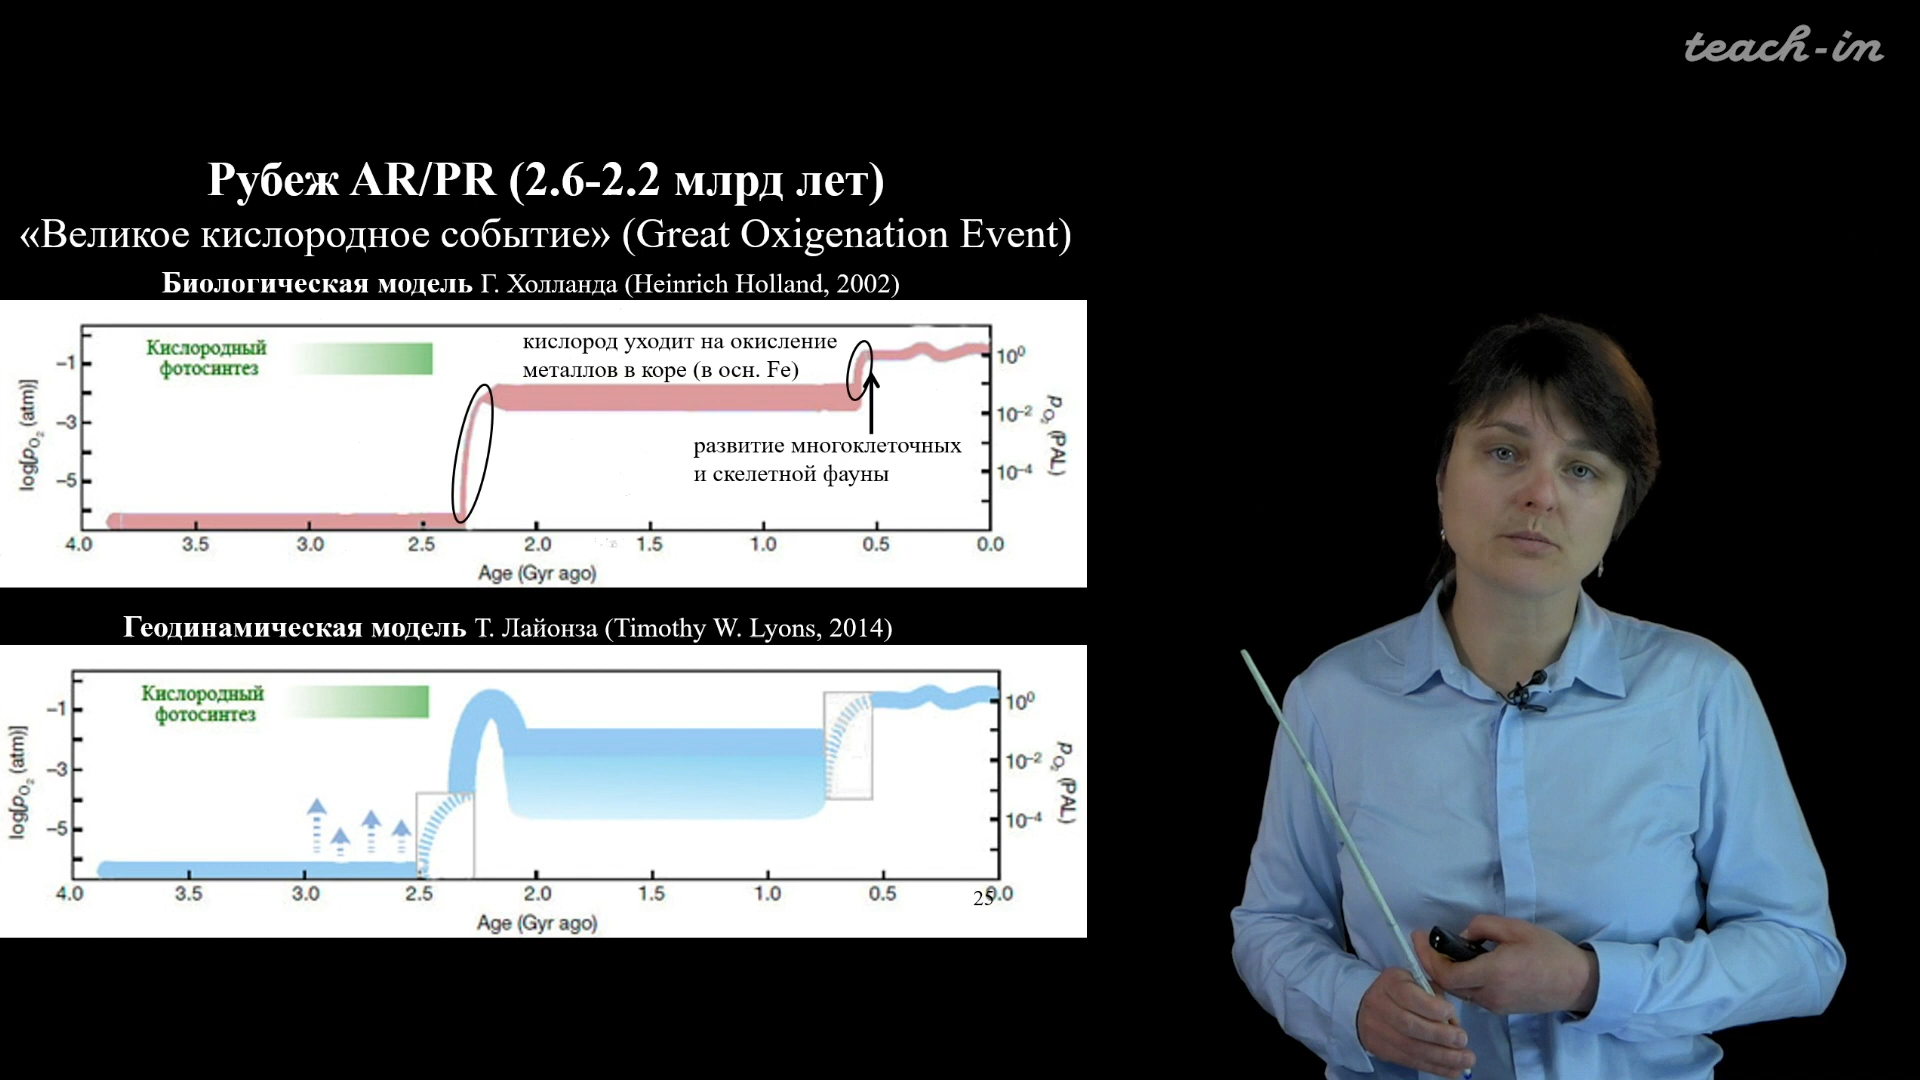 teach-in
Рубеж AR/PR (2.6-2.2 млрд лет)
«Великое кислородное событие» (Great Oxigenation Event)
Биологическая модель Г. Холланда (Heinrich Holland, 2002)
Кислородный
фотосинтез
кислород уходит на окисление
металлов в коре (в осн. Fe)
развитие многоклеточных
и скелетной фауны
log[pO₂ (atm)]
−1
−3
−5
10⁰
10⁻²
10⁻⁴
pO₂ (PAL)
4.0 3.5 3.0 2.5 2.0 1.5 1.0 0.5 0.0
Age (Gyr ago)
Геодинамическая модель Т. Лайонза (Timothy W. Lyons, 2014)
Кислородный
фотосинтез
log[pO₂ (atm)]
−1
−3
−5
10⁰
10⁻²
10⁻⁴
pO₂ (PAL)
4.0 3.5 3.0 2.5 2.0 1.5 1.0 0.5 0.0
25
Age (Gyr ago)